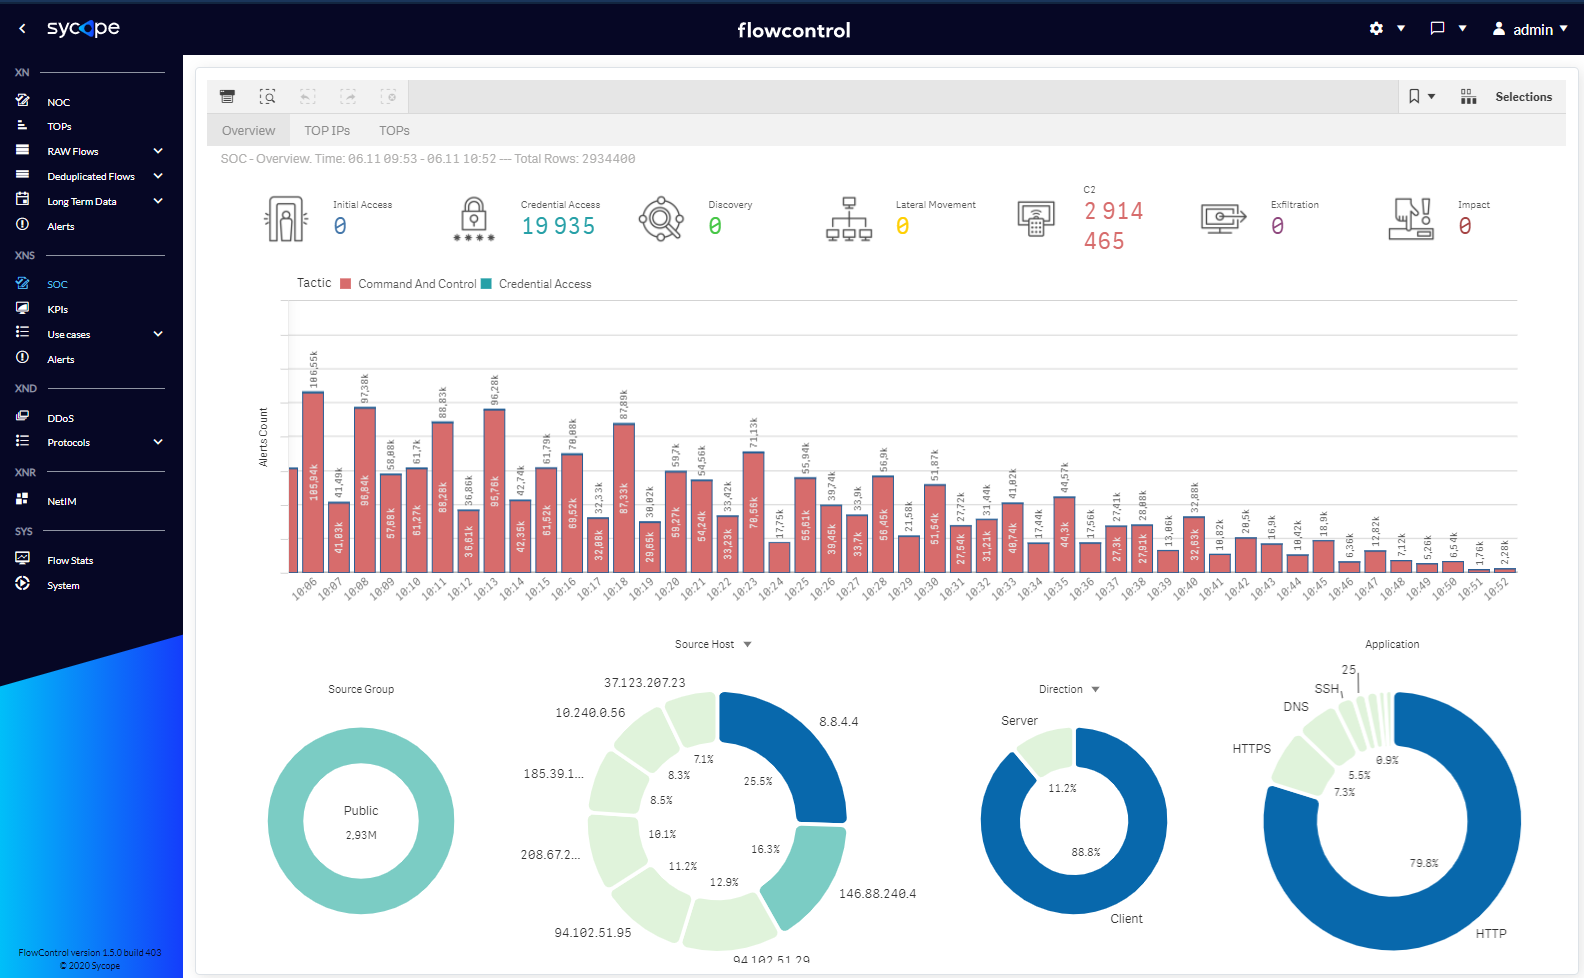 sycope
flowcontrol
admin
XN
NOC
TOPs
RAW Flows
Deduplicated Flows
Long Term Data
Alerts
XNS
SOC
KPIs
Use cases
Alerts
XND
DDoS
Protocols
XNR
NetIM
SYS
Flow Stats
System
FlowControl version 1.5.0 build 403
© 2020 Sycope
Selections
Overview TOP IPs TOPs
SOC - Overview. Time: 06.11 09:53 - 06.11 10:52 --- Total Rows: 2934400
Initial Access
0
Credential Access
19 935
Discovery
0
Lateral Movement
0
C2
2 914
465
Exfiltration
0
Impact
0
Tactic Command And Control Credential Access
Alerts Count
106,55k 41,49k 97,38k 58,08k 61,7k 88,83k 36,86k 96,28k 42,74k 61,79k 70,08k 32,33k 87,89k 30,02k 59,7k 54,56k 33,42k 71,13k 17,75k 55,94k 39,74k 33,9k 56,9k 21,58k 51,87k 27,72k 31,44k 41,02k 17,44k 44,57k 17,56k 27,41k 28,08k 13,06k 32,88k 10,82k 20,5k 16,9k 10,42k 18,9k 6,36k 12,82k 7,12k 5,26k 6,54k 1,76k 2,28k
105,94k 41,03k 96,84k 57,68k 61,27k 88,28k 36,61k 95,76k 42,35k 61,52k 69,52k 32,08k 87,33k 29,65k 59,27k 54,24k 33,23k 70,56k 55,61k 39,45k 33,7k 56,45k 51,54k 27,54k 31,21k 40,74k 44,3k 27,3k 27,91k 32,63k
10:06 10:07 10:08 10:09 10:10 10:11 10:12 10:13 10:14 10:15 10:16 10:17 10:18 10:19 10:20 10:21 10:22 10:23 10:24 10:25 10:26 10:27 10:28 10:29 10:30 10:31 10:32 10:33 10:34 10:35 10:36 10:37 10:38 10:39 10:40 10:41 10:42 10:43 10:44 10:45 10:46 10:47 10:48 10:49 10:50 10:51 10:52
Source Group
Public
2,93M
Source Host
37.123.207.23
10.240.0.56
185.39.1...
208.67.2...
94.102.51.95
94.102.51.29
146.88.240.4
8.8.4.4
7.1%
8.3%
8.5%
10.1%
11.2%
12.9%
16.3%
25.5%
Direction
Server
11.2%
88.8%
Client
Application
25
SSH
DNS
HTTPS
0.9%
5.5%
7.3%
79.8%
HTTP